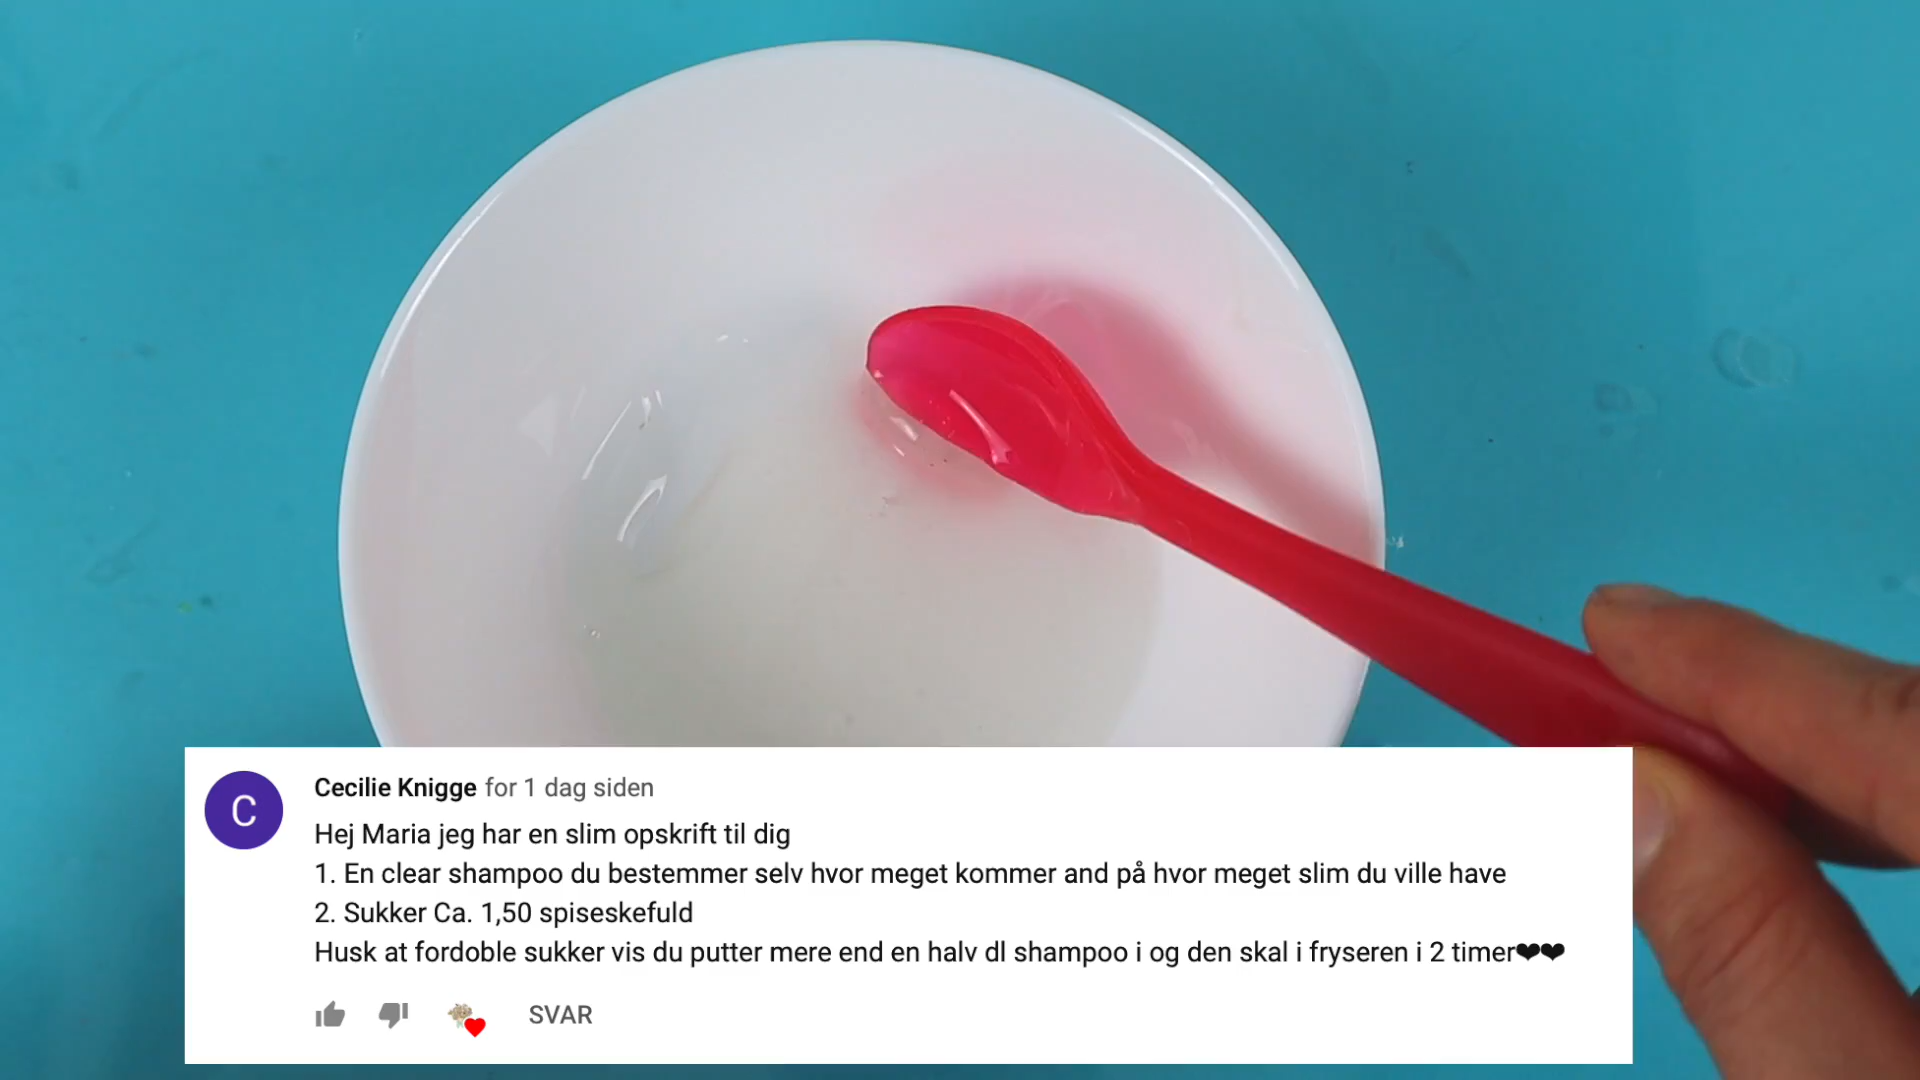 C
Cecilie Knigge for 1 dag siden
Hej Maria jeg har en slim opskrift til dig
1. En clear shampoo du bestemmer selv hvor meget kommer and på hvor meget slim du ville have
2. Sukker Ca. 1,50 spiseskefuld
Husk at fordoble sukker vis du putter mere end en halv dl shampoo i og den skal i fryseren i 2 timer❤❤
SVAR